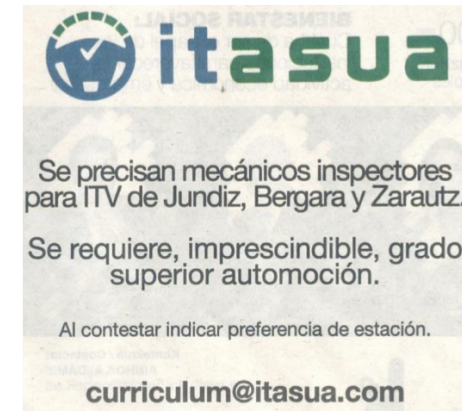 itasua
Se precisan mecánicos inspectores
para ITV de Jundiz, Bergara y Zarautz.
Se requiere, imprescindible, grado
superior automoción.
Al contestar indicar preferencia de estación.
curriculum@itasua.com